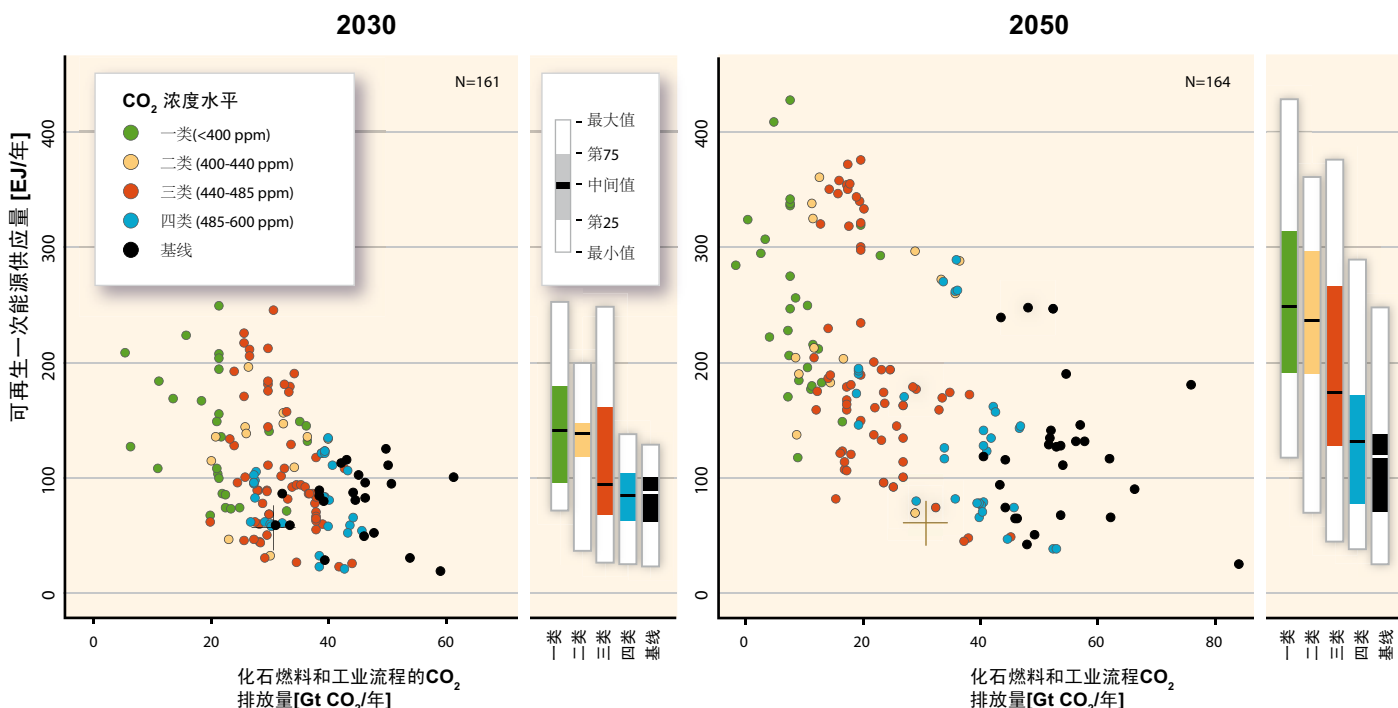 2030
2050
可再生一次能源供应量 [EJ/年]
400
300
200
100
0
CO2 浓度水平
一类(<400 ppm)
二类 (400-440 ppm)
三类 (440-485 ppm)
四类 (485-600 ppm)
基线
N=161
最大值
第75
中间值
第25
最小值
0
20
40
60
一类
二类
三类
四类
基线
化石燃料和工业流程的CO2
排放量[Gt CO2/年]
N=164
400
300
200
100
0
0
20
40
60
80
一类
二类
三类
四类
基线
化石燃料和工业流程CO2
排放量[Gt CO2/年]